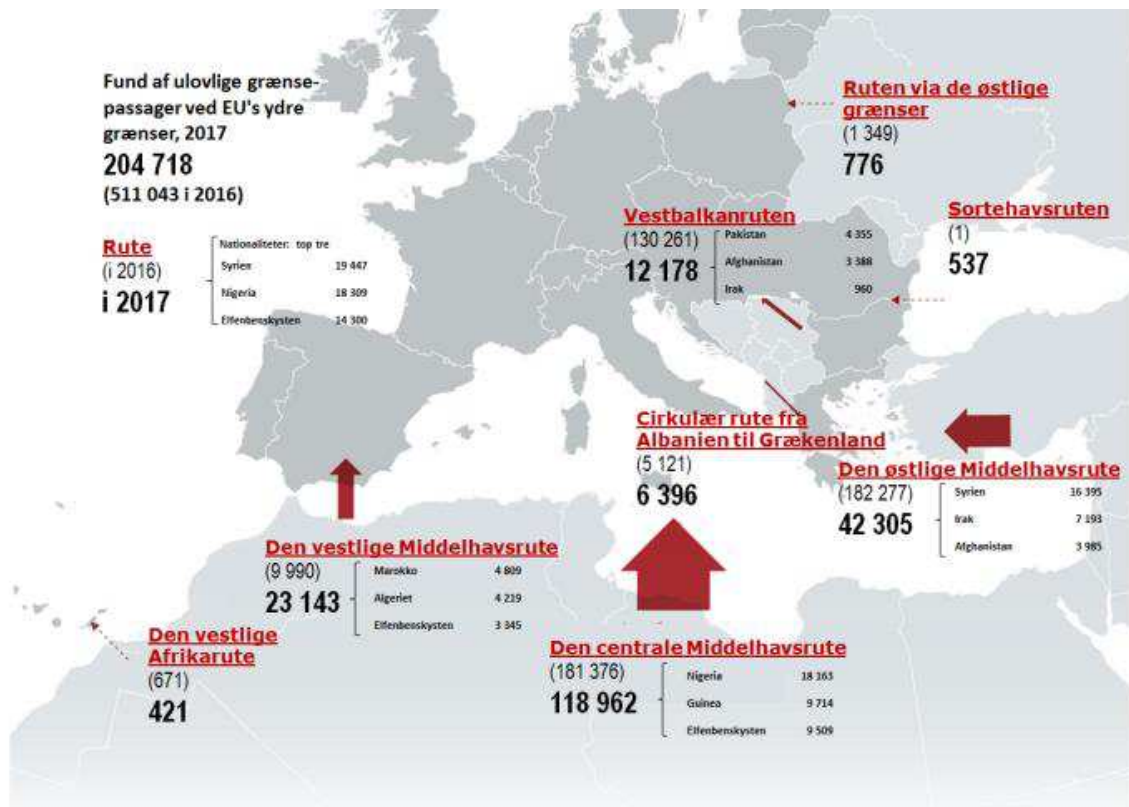 Fund af ulovlige grænse-
passager ved EU's ydre
grænser, 2017
204 718
(511 043 i 2016)
Rute
(i 2016)
i 2017
Nationaliteter: top tre
Syrien 19 447
Nigeria 18 309
Elfenbenskysten 14 300
Ruten via de østlige
grænser
(1 349)
776
Vestbalkanruten
(130 261)
12 178
Pakistan 4 355
Afghanistan 3 388
Irak 960
Sortehavsruten
(1)
537
Cirkulær rute fra
Albanien til Grækenland
(5 121)
6 396
Den østlige Middelhavsrute
(182 277)
42 305
Syrien 16 395
Irak 7 193
Afghanistan 3 985
Den vestlige Middelhavsrute
(9 990)
23 143
Marokko 4 809
Algeriet 4 219
Elfenbenskysten 3 345
Den vestlige
Afrikarute
(671)
421
Den centrale Middelhavsrute
(181 376)
118 962
Nigeria 18 163
Guinea 9 714
Elfenbenskysten 9 509